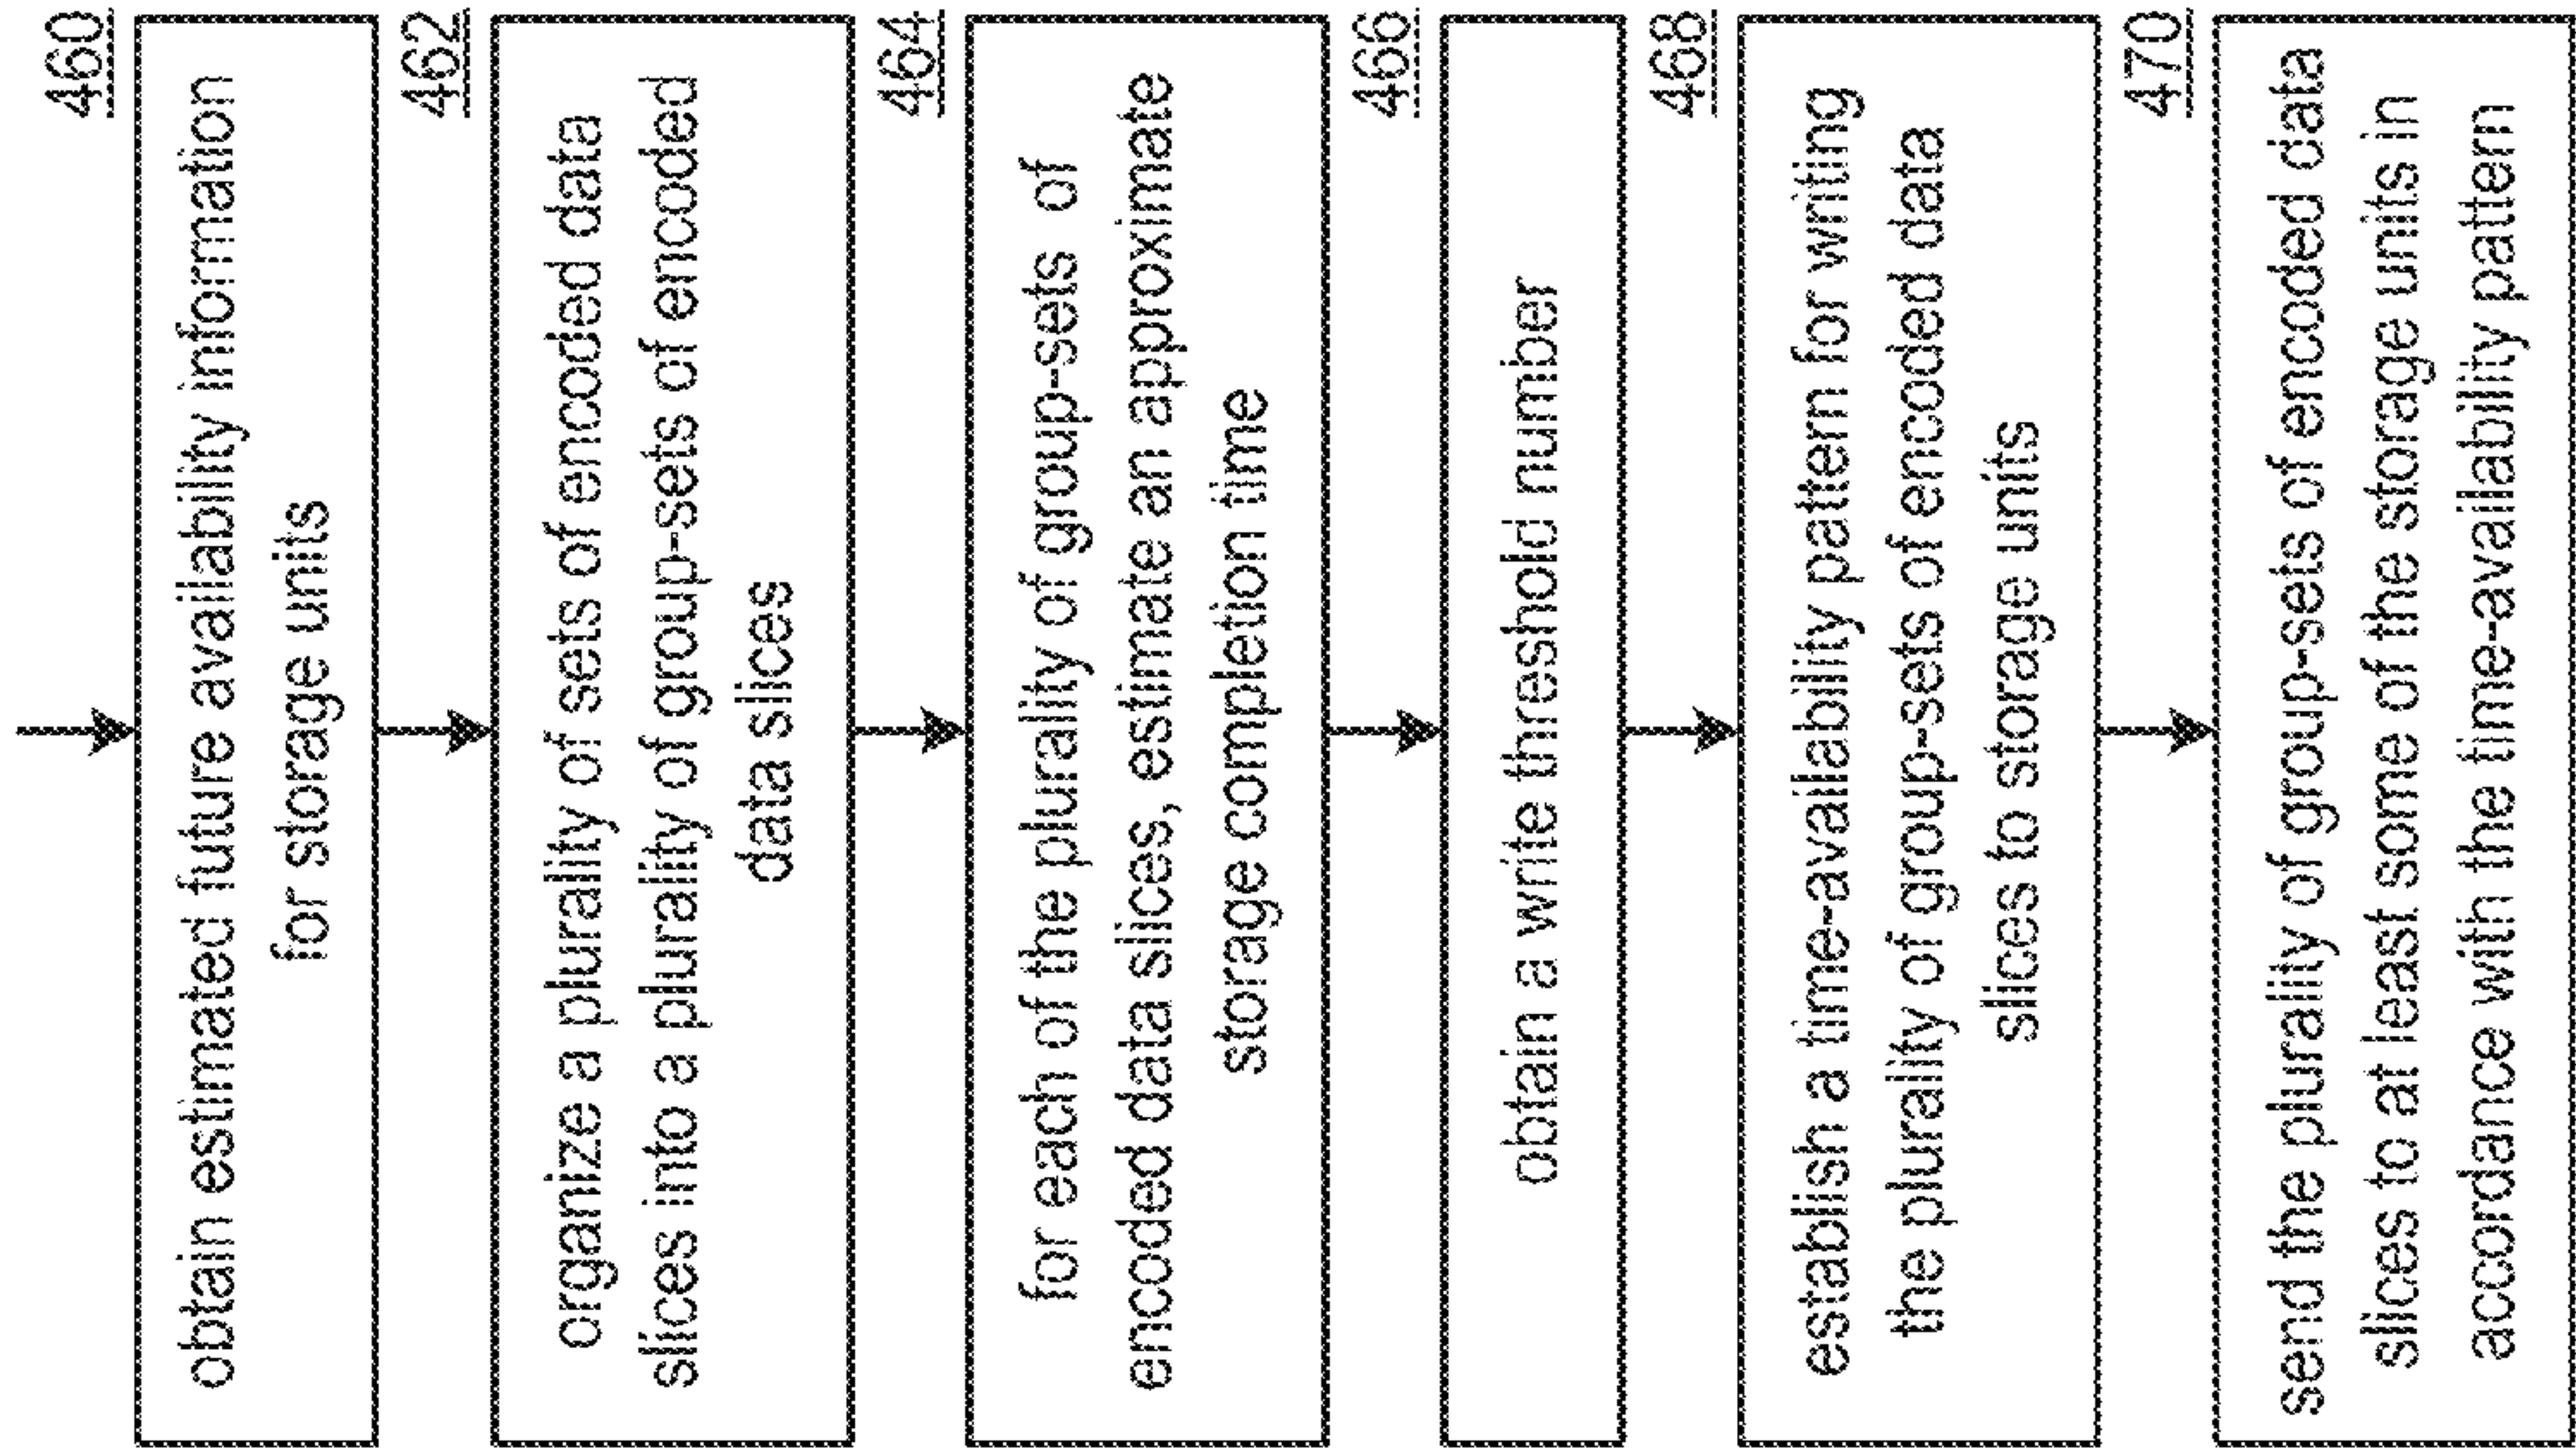 460
obtain estimated future availability information
for storage units
462
organize a plurality of sets of encoded data
slices into a plurality of group-sets of encoded
data slices
464
for each of the plurality of group-sets of
encoded data slices, estimate an approximate
storage completion time
466
obtain a write threshold number
468
establish a time-availability pattern for writing
the plurality of group-sets of encoded data
slices to storage units
470
send the plurality of group-sets of encoded data
slices to at least some of the storage units in
accordance with the time-availability pattern